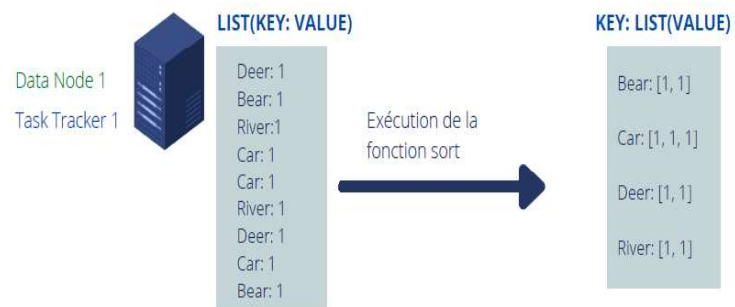 LIST(KEY: VALUE)
KEY: LIST(VALUE)
Data Node 1
Task Tracker 1
Deer: 1
Bear: 1
River:1
Car: 1
Car: 1
River: 1
Deer: 1
Car: 1
Bear: 1
Exécution de la
fonction sort
Bear: [1, 1]
Car: [1, 1, 1]
Deer: [1, 1]
River: [1, 1]